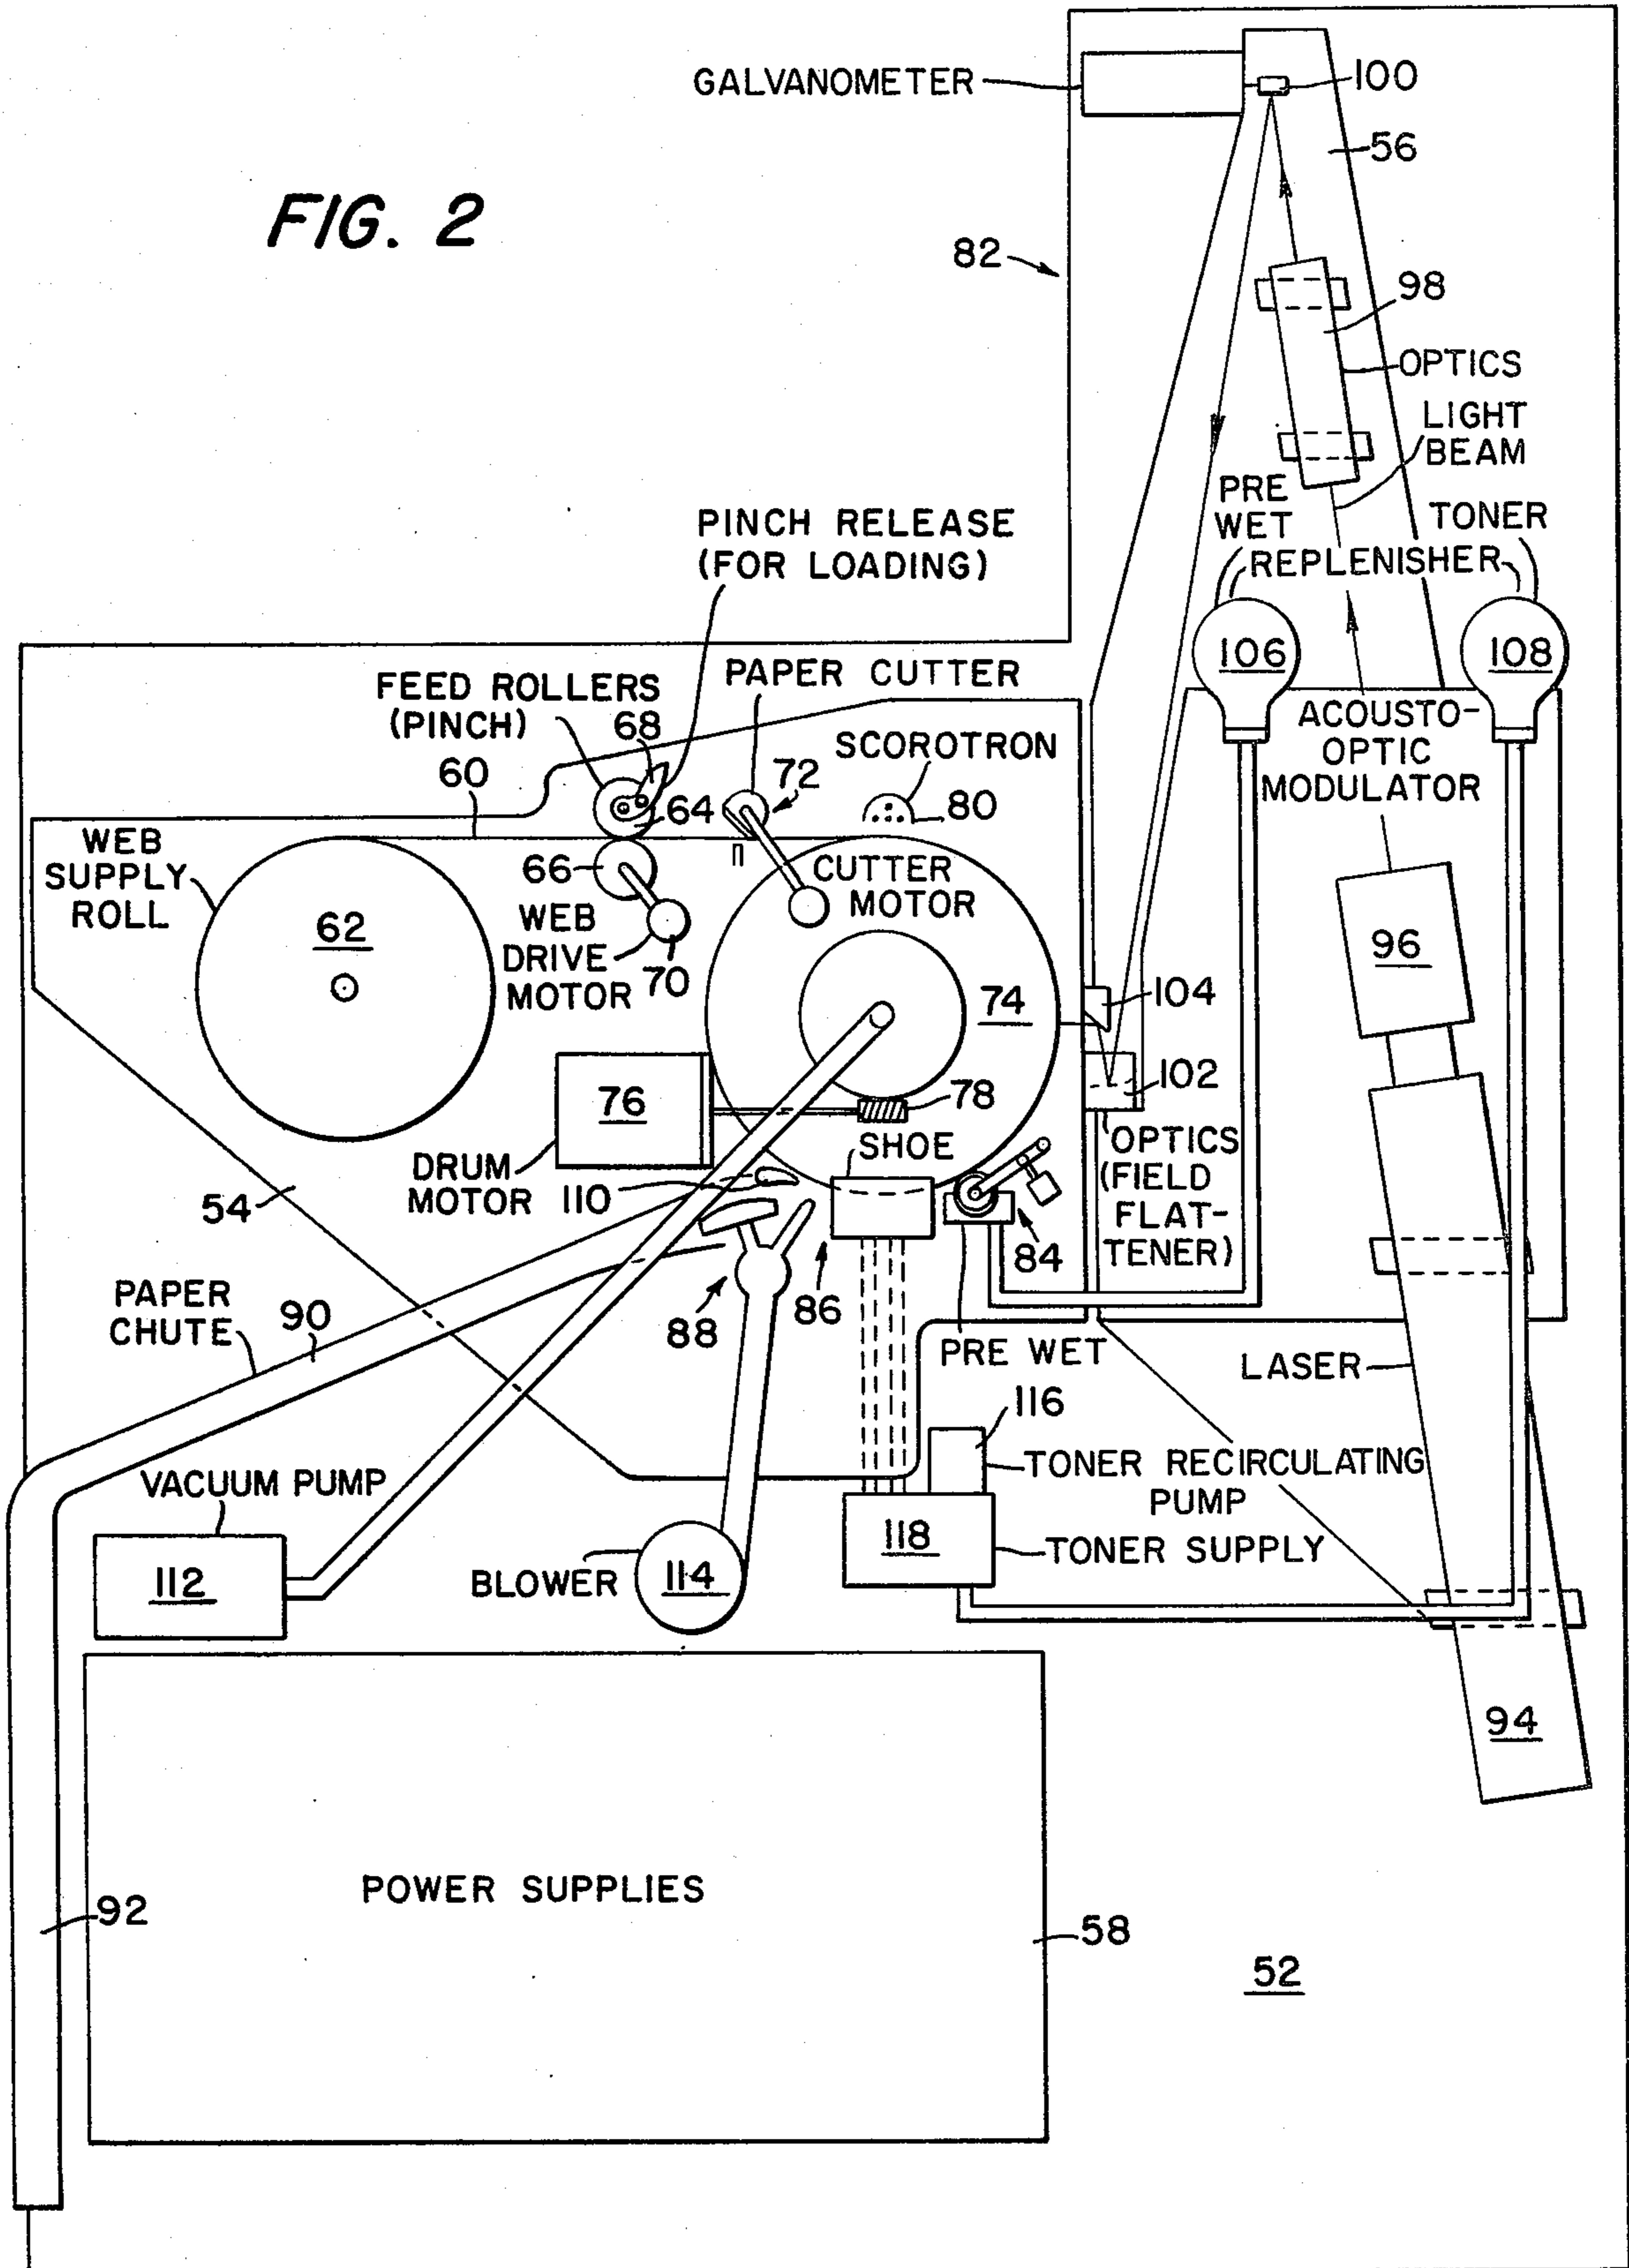 GALVANOMETER
100
56
FIG. 2
82
98
OPTICS
LIGHT
BEAM
PRE
WET
TONER
REPLENISHER
PINCH RELEASE
(FOR LOADING)
106
108
FEED ROLLERS
(PINCH)
68
PAPER CUTTER
SCOROTRON
ACOUSTO-
OPTIC
MODULATOR
60
64
72
80
WEB
SUPPLY
ROLL
62
66
WEB
DRIVE
MOTOR
70
CUTTER
MOTOR
96
74
104
102
76
78
DRUM
MOTOR
110
SHOE
OPTICS
(FIELD
FLAT-
TENER)
54
84
86
88
PAPER
CHUTE
90
PRE WET
LASER
116
TONER RECIRCULATING
PUMP
VACUUM PUMP
112
BLOWER
114
118
TONER SUPPLY
94
POWER SUPPLIES
92
58
52